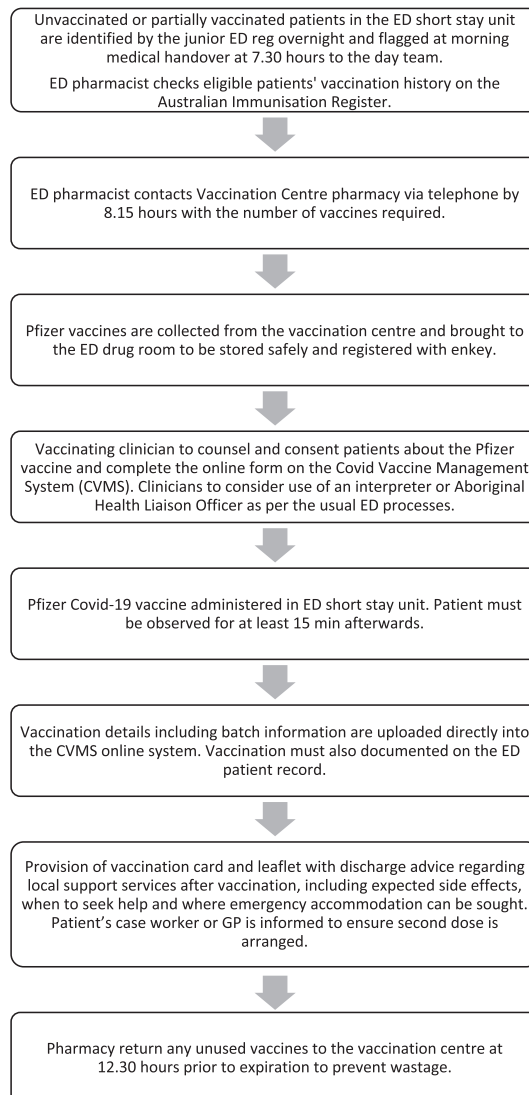 Unvaccinated or partially vaccinated patients in the ED short stay unit
are identified by the junior ED reg overnight and flagged at morning
medical handover at 7.30 hours to the day team.
ED pharmacist checks eligible patients' vaccination history on the
Australian Immunisation Register.
ED pharmacist contacts Vaccination Centre pharmacy via telephone by
8.15 hours with the number of vaccines required.
Pfizer vaccines are collected from the vaccination centre and brought to
the ED drug room to be stored safely and registered with enkey.
Vaccinating clinician to counsel and consent patients about the Pfizer
vaccine and complete the online form on the Covid Vaccine Management
System (CVMS). Clinicians to consider use of an interpreter or Aboriginal
Health Liaison Officer as per the usual ED processes.
Pfizer Covid-19 vaccine administered in ED short stay unit. Patient must
be observed for at least 15 min afterwards.
Vaccination details including batch information are uploaded directly into
the CVMS online system. Vaccination must also documented on the ED
patient record.
Provision of vaccination card and leaflet with discharge advice regarding
local support services after vaccination, including expected side effects,
when to seek help and where emergency accommodation can be sought.
Patient's case worker or GP is informed to ensure second dose is
arranged.
Pharmacy return any unused vaccines to the vaccination centre at
12.30 hours prior to expiration to prevent wastage.